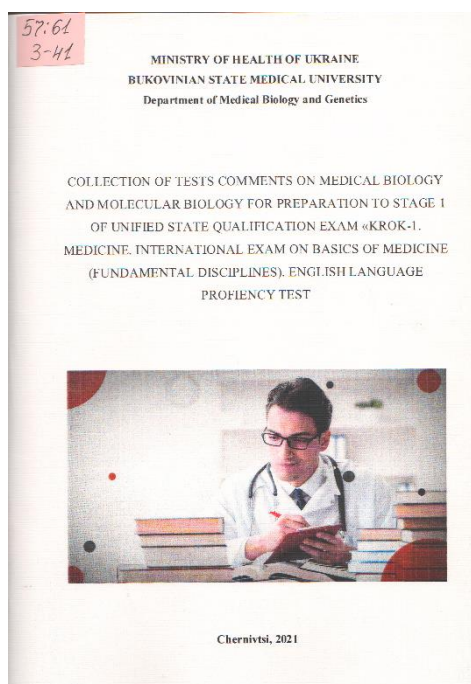 57:61
З-41
MINISTRY OF HEALTH OF UKRAINE
BUKOVINIAN STATE MEDICAL UNIVERSITY
Department of Medical Biology and Genetics
COLLECTION OF TESTS COMMENTS ON MEDICAL BIOLOGY
AND MOLECULAR BIOLOGY FOR PREPARATION TO STAGE 1
OF UNIFIED STATE QUALIFICATION EXAM «KROK-1.
MEDICINE. INTERNATIONAL EXAM ON BASICS OF MEDICINE
(FUNDAMENTAL DISCIPLINES). ENGLISH LANGUAGE
PROFIENCY TEST
Chernivtsi, 2021